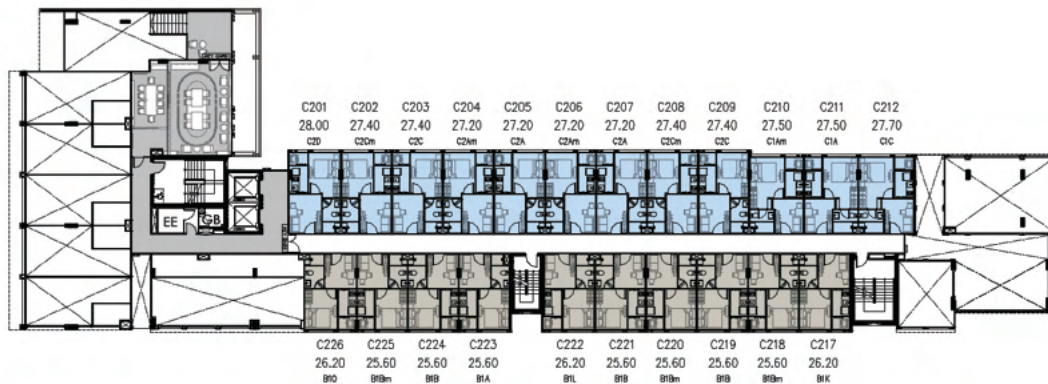 C201 C202 C203 C204 C205 C206 C207 C208 C209 C210 C211 C212
28.00 27.40 27.40 27.20 27.20 27.20 27.20 27.40 27.40 27.50 27.50 27.70
C2D C2Cm C2C C2Am C2A C2Am C2A C2Cm C2C C1Am C1A C1C
EE GB
C226 C225 C224 C223 C222 C221 C220 C219 C218 C217
26.20 25.60 25.60 25.60 26.20 25.60 25.60 25.60 25.60 26.20
B1Bm B1B B1A B1L B1B B1Bm B1B B1Bm B1K